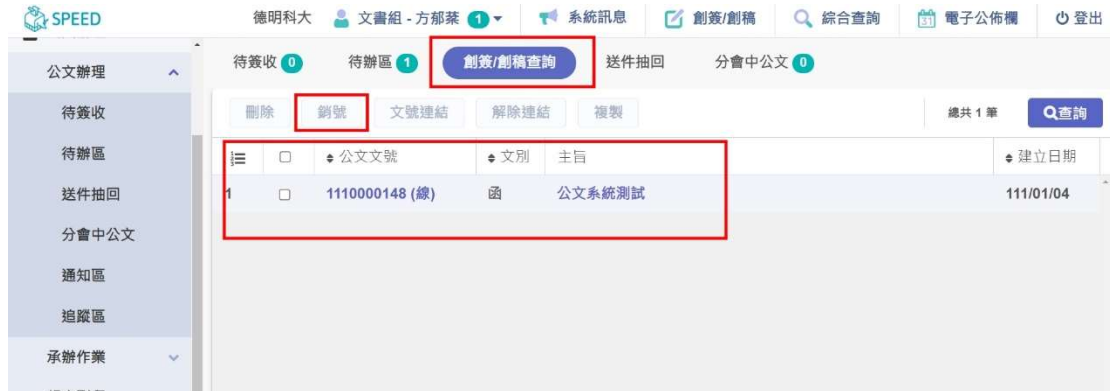 SPEED 德明科大 文書組 - 方郁葇 1 系統訊息 創簽/創稿 綜合查詢 31 電子公佈欄 登出
公文辦理
待簽收
待辦區
送件抽回
分會中公文
通知區
追蹤區
承辦作業
待簽收 0 待辦區 1 創簽/創稿查詢 送件抽回 分會中公文 0
刪除 銷號 文號連結 解除連結 複製 總共 1 筆 查詢
公文文號 文別 主旨 建立日期
1 1110000148 (線) 函 公文系統測試 111/01/04